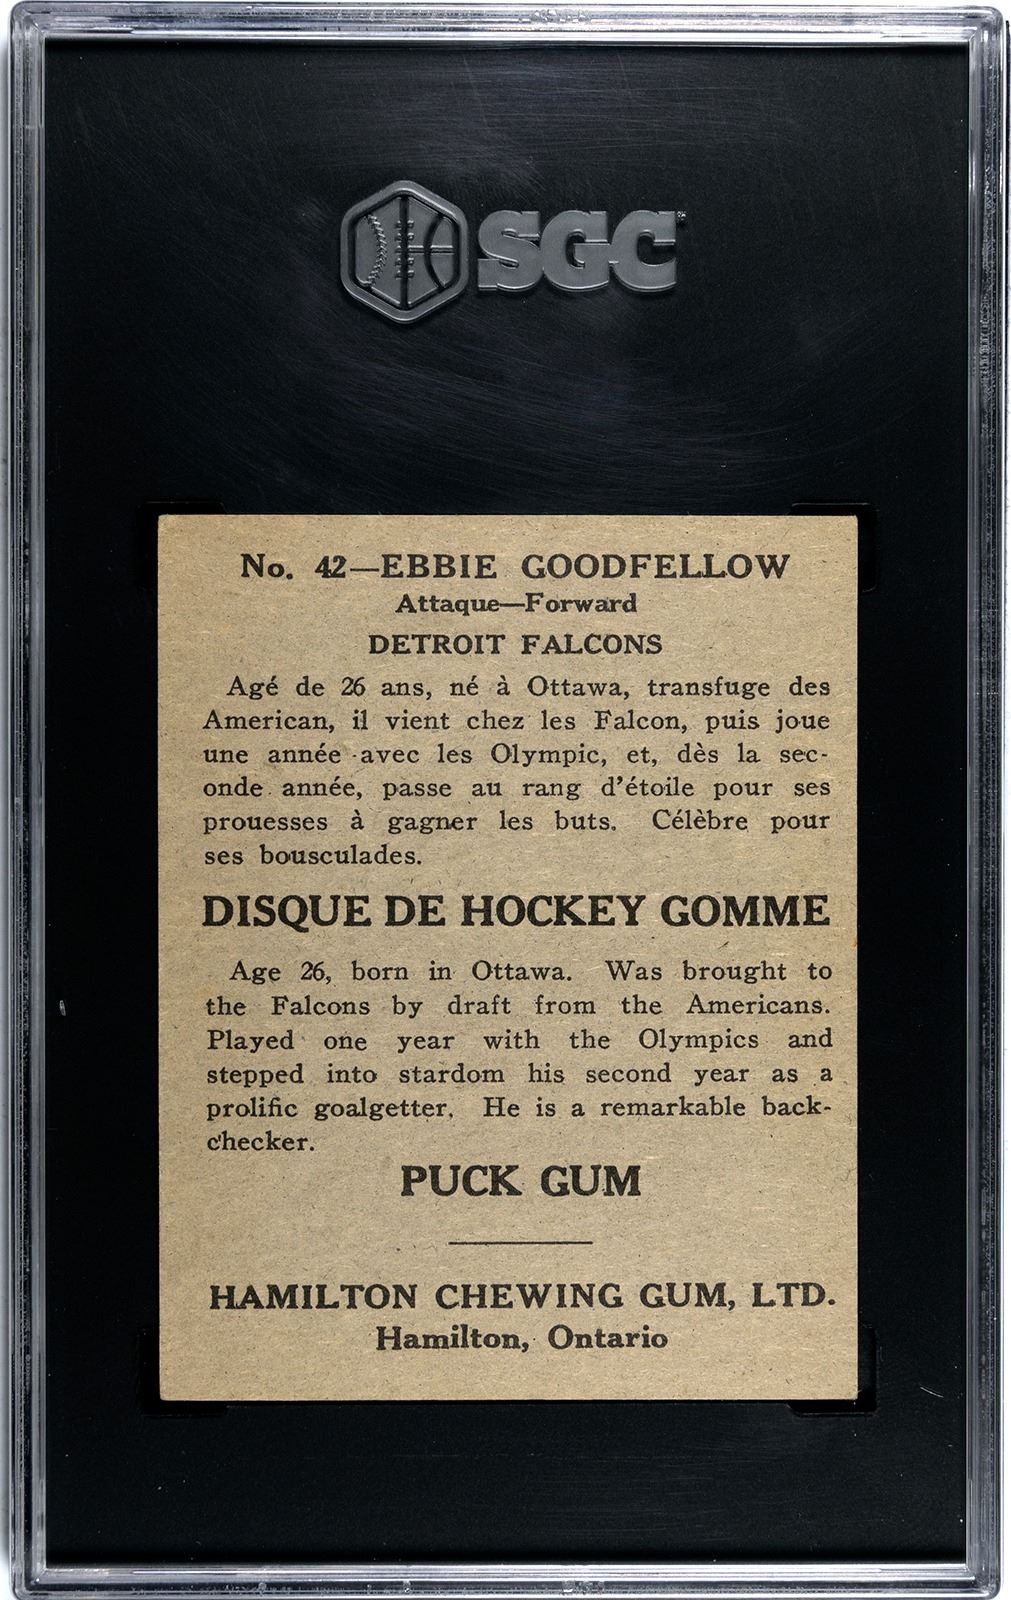 SGC
No. 42—EBBIE GOODFELLOW
Attaque—Forward
DETROIT FALCONS
Agé de 26 ans, né à Ottawa, transfuge des
American, il vient chez les Falcon, puis joue
une année avec les Olympic, et, dès la sec-
onde année, passe au rang d'étoile pour ses
prouesses à gagner les buts. Célèbre pour
ses bousculades.
DISQUE DE HOCKEY GOMME
Age 26, born in Ottawa. Was brought to
the Falcons by draft from the Americans.
Played one year with the Olympics and
stepped into stardom his second year as a
prolific goalgetter. He is a remarkable back-
checker.
PUCK GUM
HAMILTON CHEWING GUM, LTD.
Hamilton, Ontario